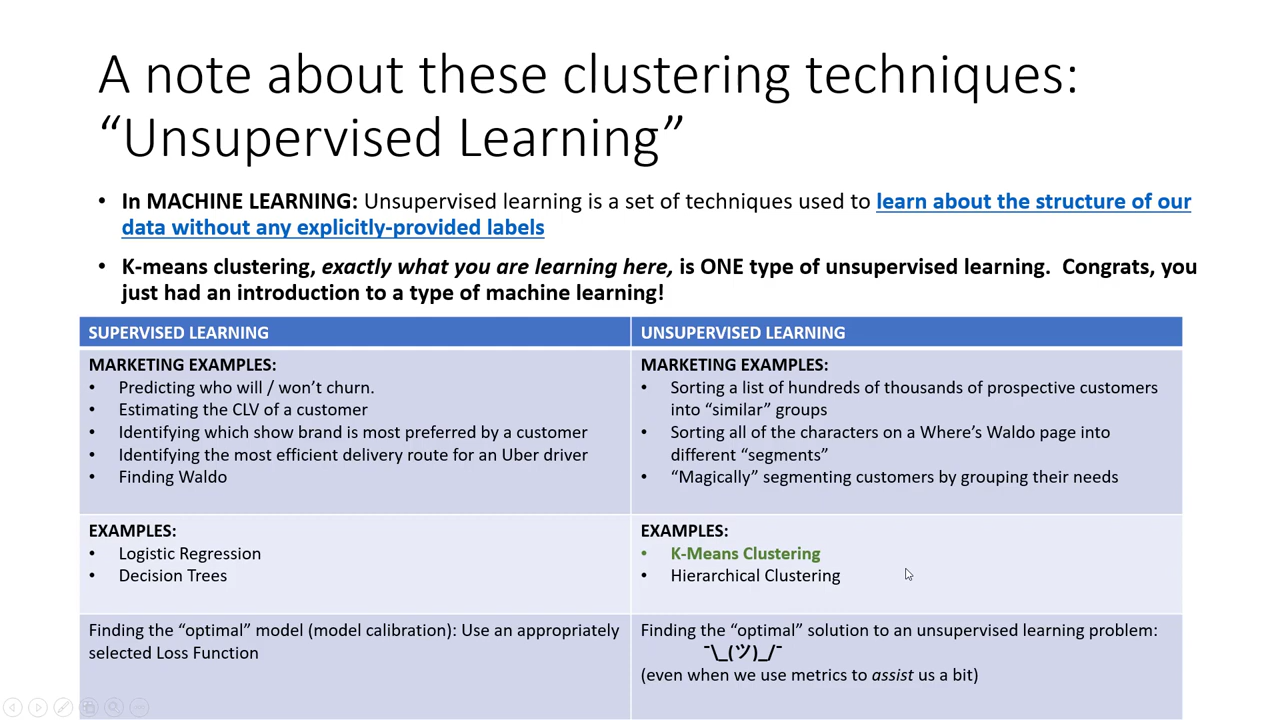 A note about these clustering techniques:
“Unsupervised Learning”
• In MACHINE LEARNING: Unsupervised learning is a set of techniques used to learn about the structure of our
data without any explicitly-provided labels
• K-means clustering, exactly what you are learning here, is ONE type of unsupervised learning.  Congrats, you
just had an introduction to a type of machine learning!
SUPERVISED LEARNING
MARKETING EXAMPLES:
• Predicting who will / won’t churn.
• Estimating the CLV of a customer
• Identifying which show brand is most preferred by a customer
• Identifying the most efficient delivery route for an Uber driver
• Finding Waldo
EXAMPLES:
• Logistic Regression
• Decision Trees
Finding the “optimal” model (model calibration): Use an appropriately
selected Loss Function
UNSUPERVISED LEARNING
MARKETING EXAMPLES:
• Sorting a list of hundreds of thousands of prospective customers
into “similar” groups
• Sorting all of the characters on a Where’s Waldo page into
different “segments”
• “Magically” segmenting customers by grouping their needs
EXAMPLES:
• K-Means Clustering
• Hierarchical Clustering
Finding the “optimal” solution to an unsupervised learning problem:
¯\_(ツ)_/¯
(even when we use metrics to assist us a bit)